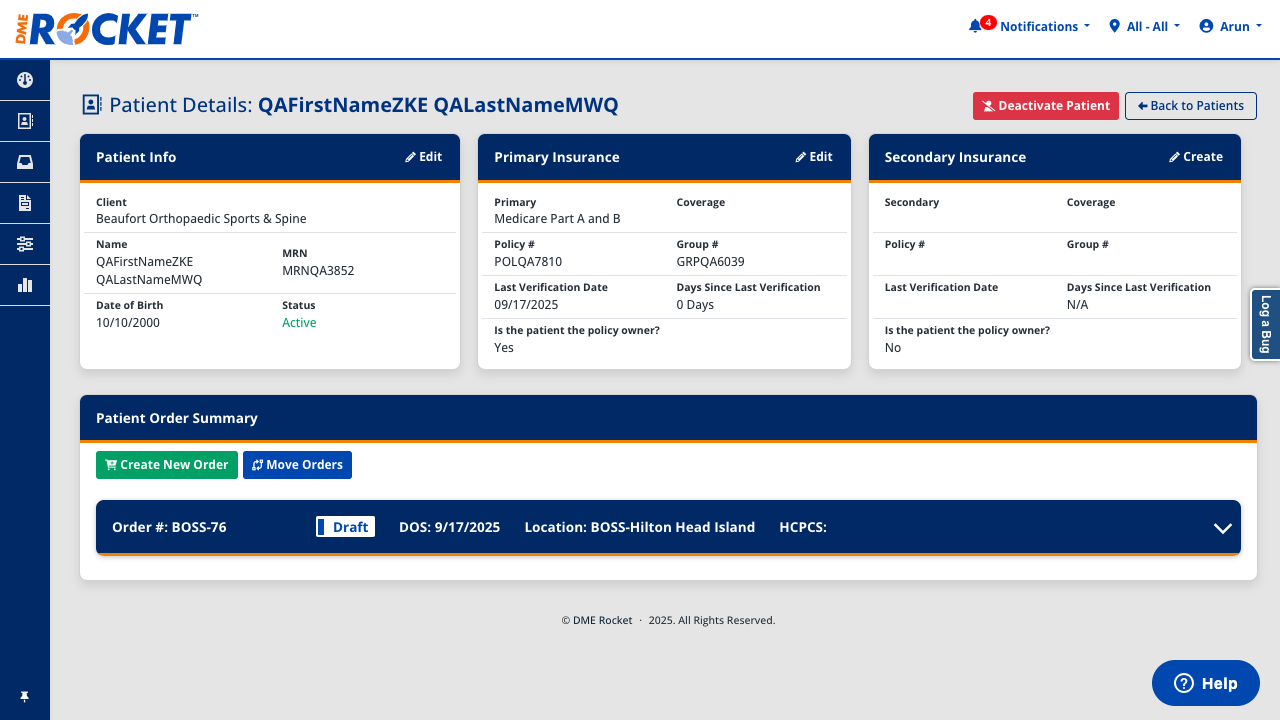 DME ROCKET™
4 Notifications
All - All
Arun
Patient Details: QAFirstNameZKE QALastNameMWQ
Deactivate Patient
Back to Patients
Patient Info
Edit
Client
Beaufort Orthopaedic Sports & Spine
Name
QAFirstNameZKE
QALastNameMWQ
MRN
MRNQA3852
Date of Birth
10/10/2000
Status
Active
Primary Insurance
Edit
Primary
Medicare Part A and B
Coverage
Policy #
POLQA7810
Group #
GRPQA6039
Last Verification Date
09/17/2025
Days Since Last Verification
0 Days
Is the patient the policy owner?
Yes
Secondary Insurance
Create
Secondary
Coverage
Policy #
Group #
Last Verification Date
Days Since Last Verification
N/A
Is the patient the policy owner?
No
Log a Bug
Patient Order Summary
Create New Order
Move Orders
Order #: BOSS-76
Draft
DOS: 9/17/2025
Location: BOSS-Hilton Head Island
HCPCS:
© DME Rocket · 2025. All Rights Reserved.
Help